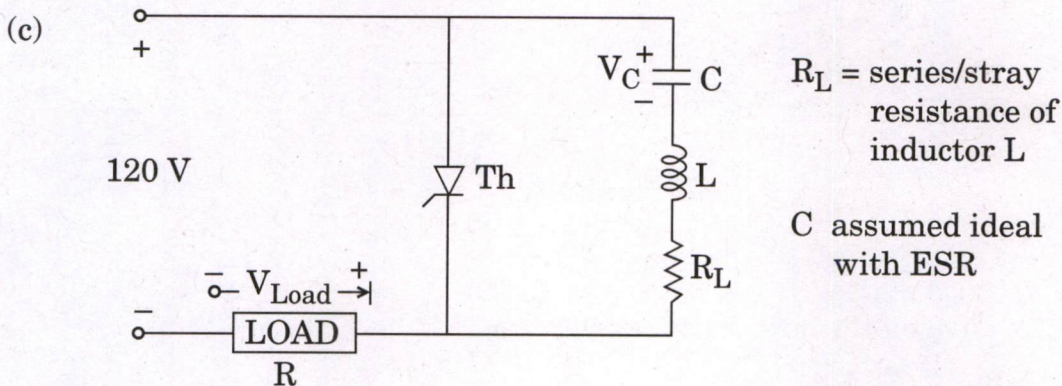 (c)
+
120 V
−
Th
V_C
+
−
C
L
R_L
− V_Load +
LOAD
R
R_L = series/stray
resistance of
inductor L
C assumed ideal
with ESR